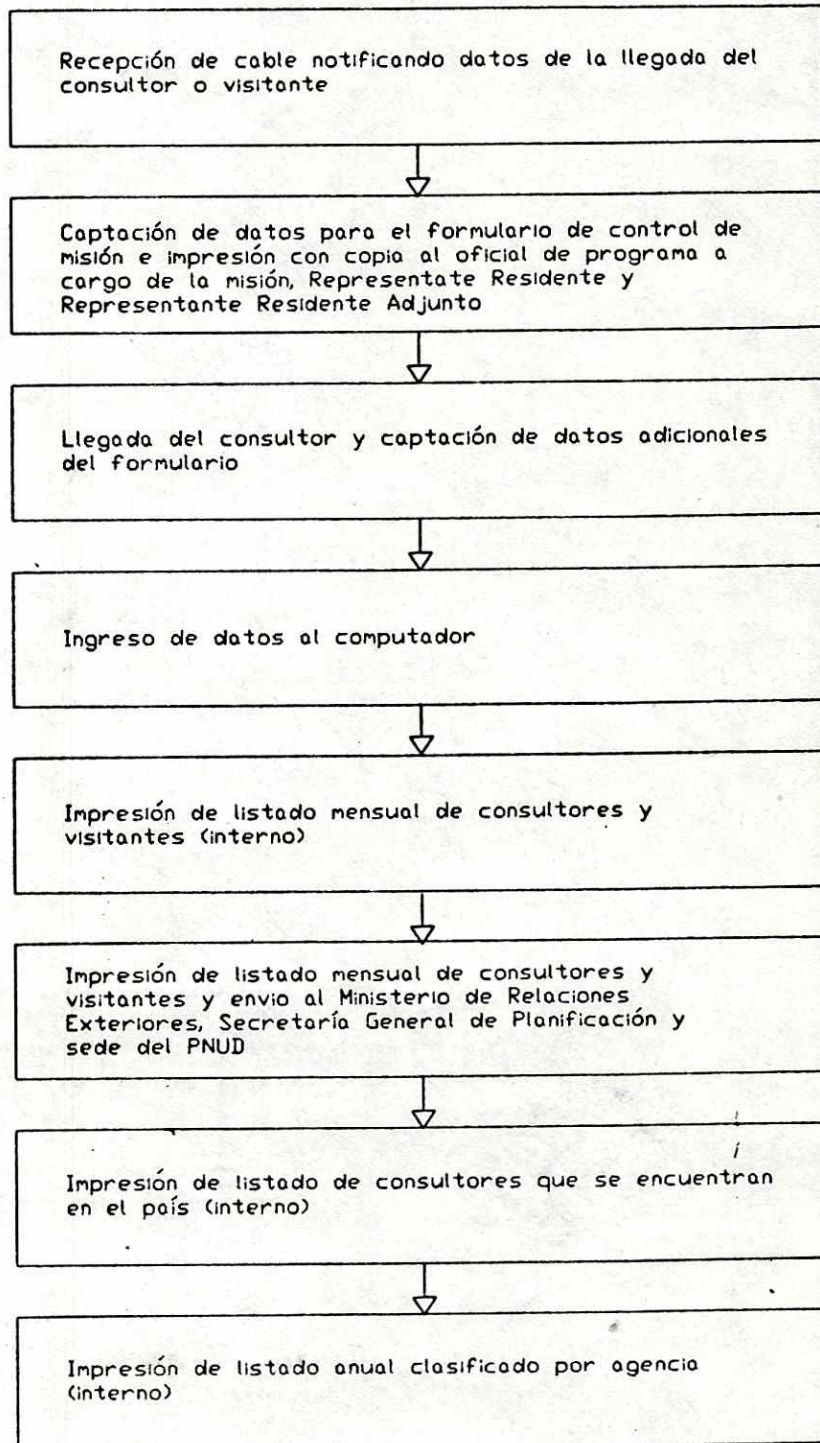 Recepción de cable notificando datos de la llegada del
consultor o visitante
Captación de datos para el formulario de control de
misión e impresión con copia al oficial de programa a
cargo de la misión, Representate Residente y
Representante Residente Adjunto
Llegada del consultor y captación de datos adicionales
del formulario
Ingreso de datos al computador
Impresión de listado mensual de consultores y
visitantes (interno)
Impresión de listado mensual de consultores y
visitantes y envio al Ministerio de Relaciones
Exteriores, Secretaría General de Planificación y
sede del PNUD
Impresión de listado de consultores que se encuentran
en el país (interno)
Impresión de listado anual clasificado por agencia
(interno)